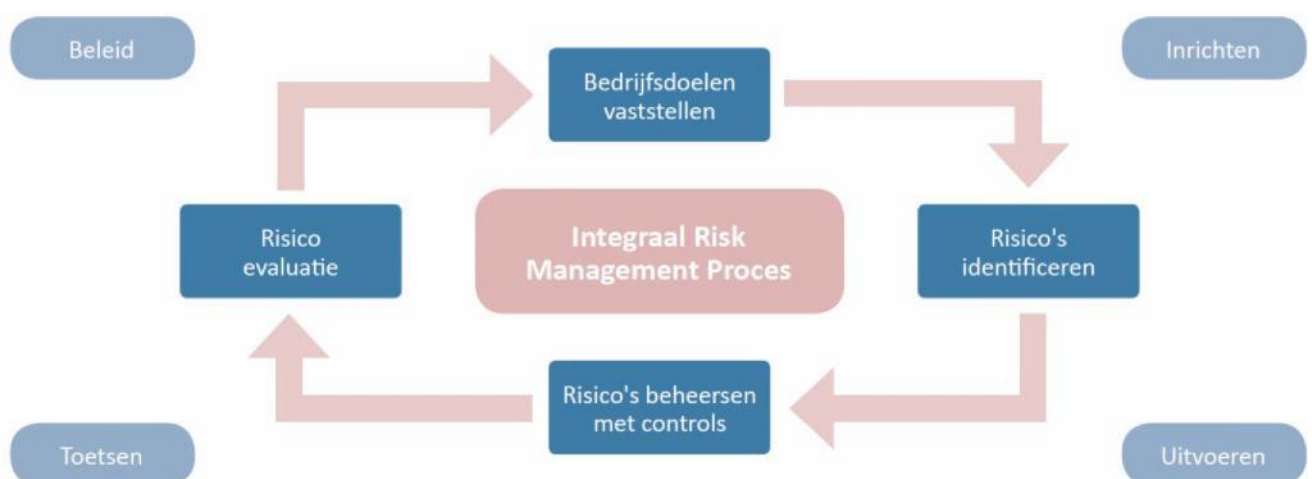 Beleid
Inrichten
Bedrijfsdoelen
vaststellen
Risico
evaluatie
Integraal Risk
Management Proces
Risico's
identificeren
Risico's beheersen
met controls
Toetsen
Uitvoeren